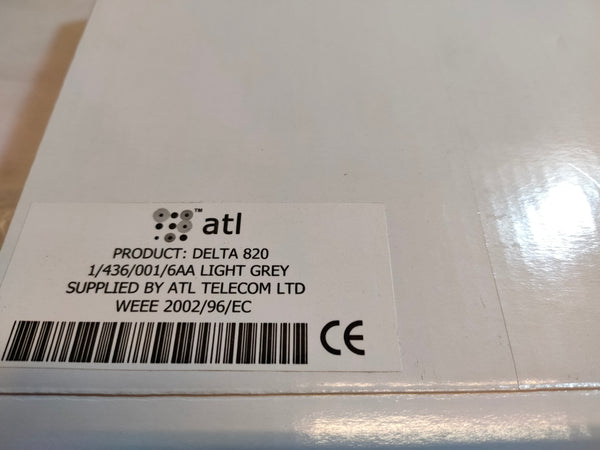 ™ atl
PRODUCT: DELTA 820
1/436/001/6AA LIGHT GREY
SUPPLIED BY ATL TELECOM LTD
WEEE 2002/96/EC
CE